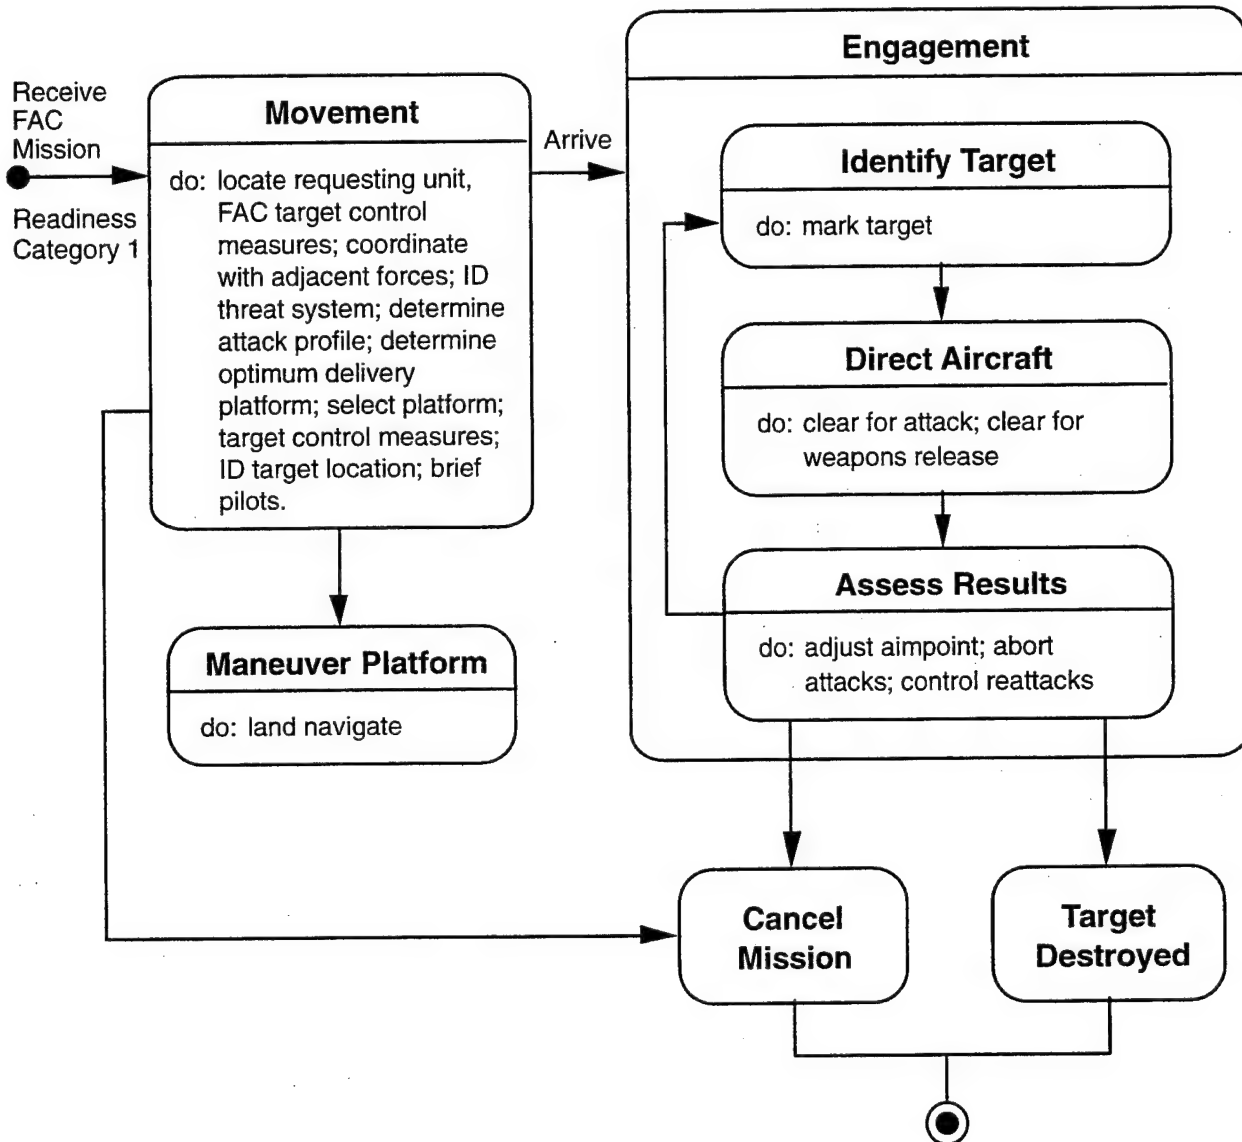 Engagement
Receive
FAC
Mission
Readiness
Category 1
Movement
do: locate requesting unit,
FAC target control
measures; coordinate
with adjacent forces; ID
threat system; determine
attack profile; determine
optimum delivery
platform; select platform;
target control measures;
ID target location; brief
pilots.
Arrive
Identify Target
do: mark target
Direct Aircraft
do: clear for attack; clear for
weapons release
Assess Results
do: adjust aimpoint; abort
attacks; control reattacks
Maneuver Platform
do: land navigate
Cancel
Mission
Target
Destroyed